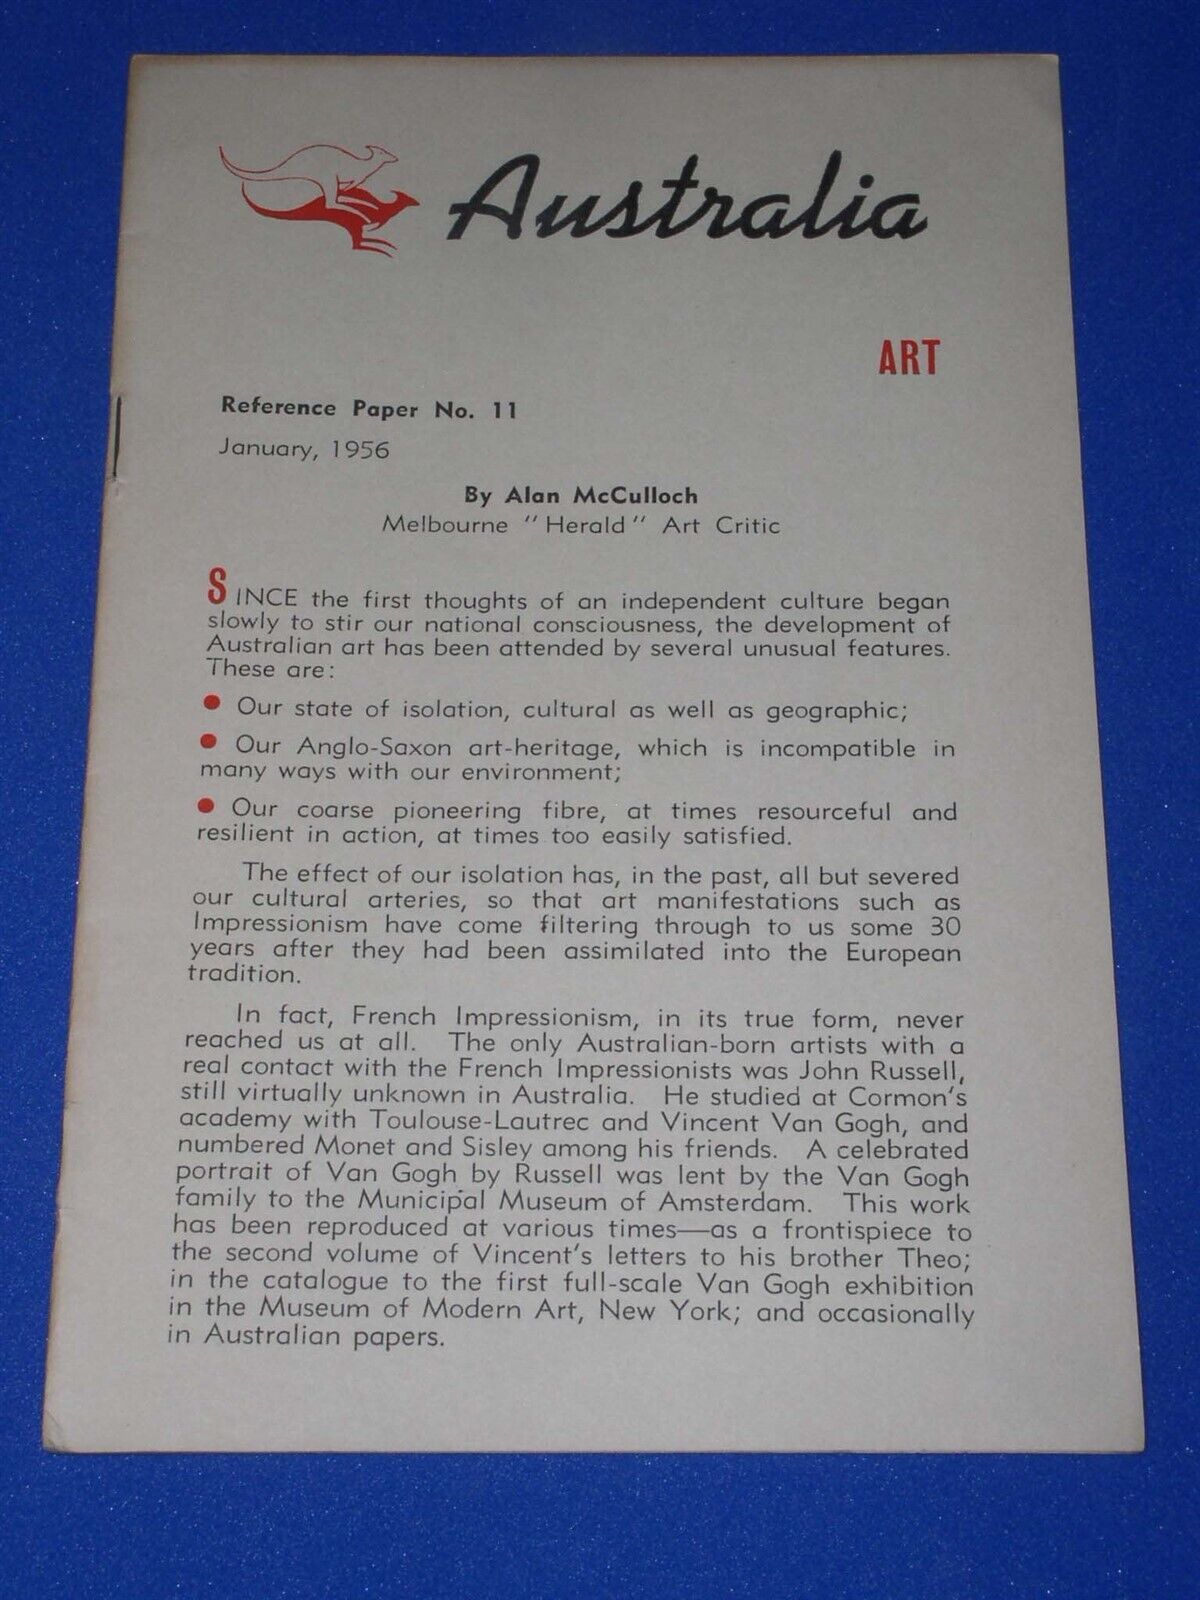 Australia
ART
Reference Paper No. 11
January, 1956
By Alan McCulloch
Melbourne "Herald" Art Critic
SINCE the first thoughts of an independent culture began
slowly to stir our national consciousness, the development of
Australian art has been attended by several unusual features.
These are:
• Our state of isolation, cultural as well as geographic;
• Our Anglo-Saxon art-heritage, which is incompatible in
many ways with our environment;
• Our coarse pioneering fibre, at times resourceful and
resilient in action, at times too easily satisfied.
The effect of our isolation has, in the past, all but severed
our cultural arteries, so that art manifestations such as
Impressionism have come filtering through to us some 30
years after they had been assimilated into the European
tradition.
In fact, French Impressionism, in its true form, never
reached us at all. The only Australian-born artists with a
real contact with the French Impressionists was John Russell,
still virtually unknown in Australia. He studied at Cormon's
academy with Toulouse-Lautrec and Vincent Van Gogh, and
numbered Monet and Sisley among his friends. A celebrated
portrait of Van Gogh by Russell was lent by the Van Gogh
family to the Municipal Museum of Amsterdam. This work
has been reproduced at various times—as a frontispiece to
the second volume of Vincent's letters to his brother Theo;
in the catalogue to the first full-scale Van Gogh exhibition
in the Museum of Modern Art, New York; and occasionally
in Australian papers.